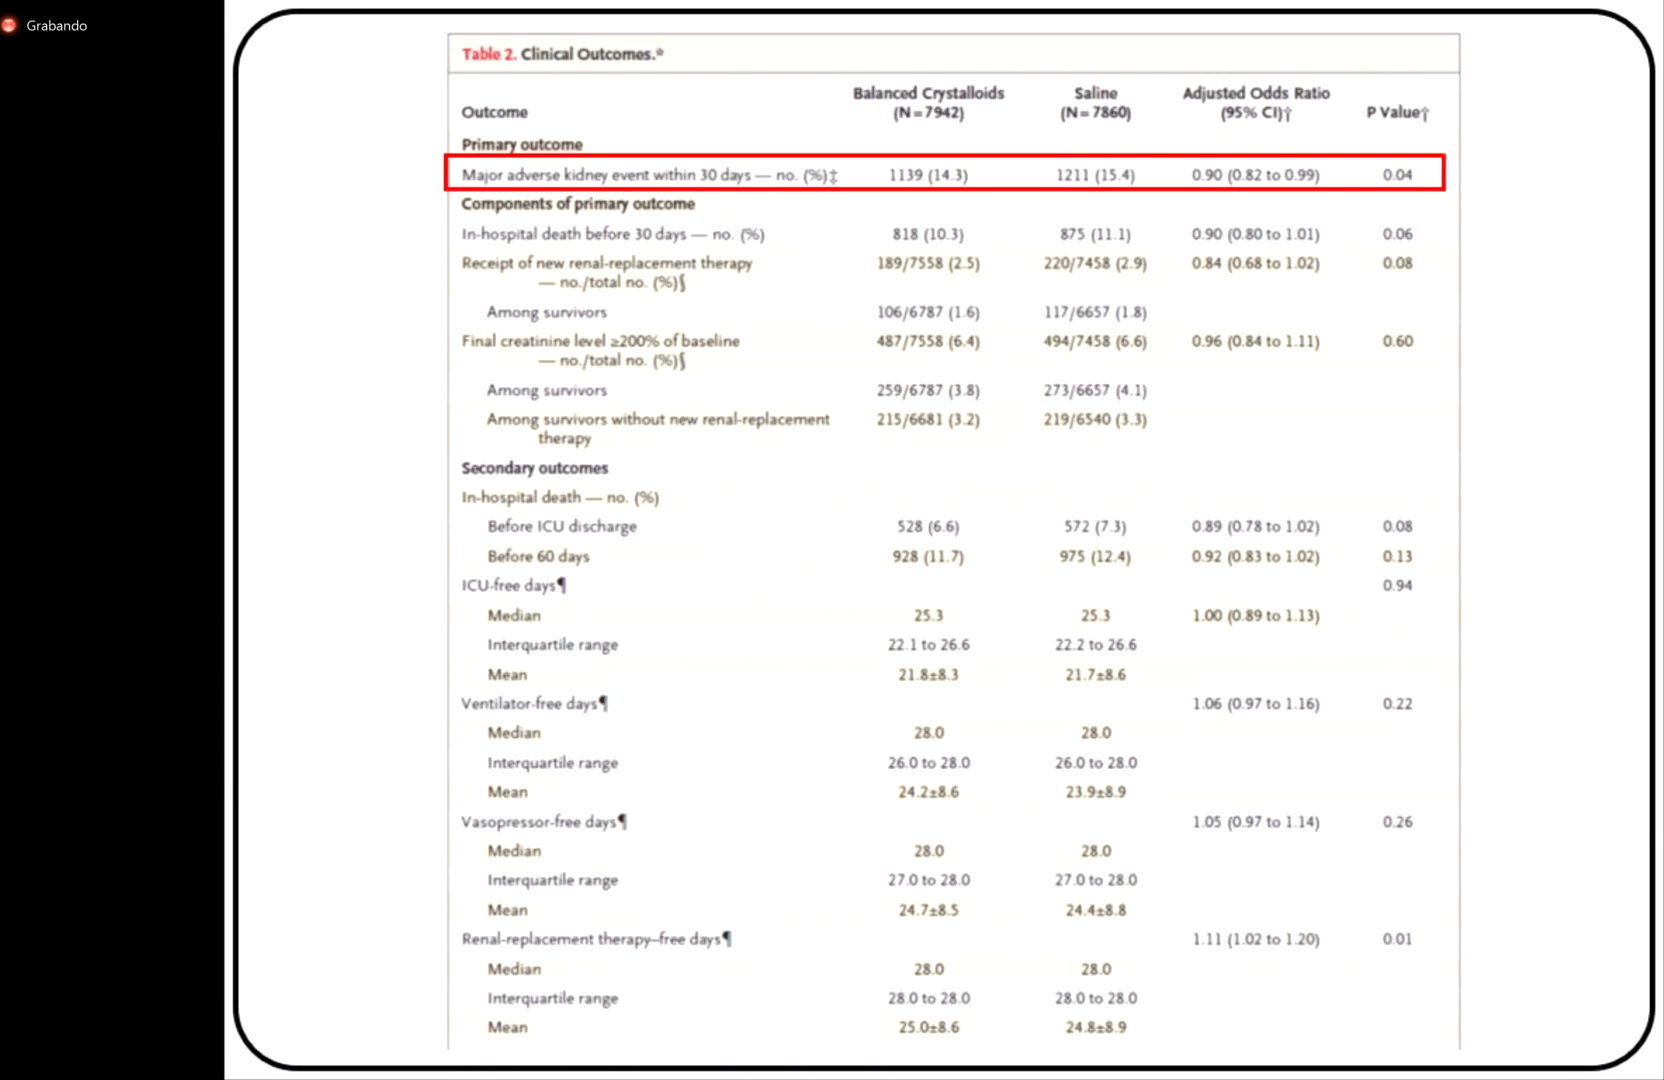 Grabando
Table 2. Clinical Outcomes.*
Outcome Balanced Crystalloids (N=7942) Saline (N=7860) Adjusted Odds Ratio (95% CI)† P Value†
Primary outcome
Major adverse kidney event within 30 days — no. (%)‡ 1139 (14.3) 1211 (15.4) 0.90 (0.82 to 0.99) 0.04
Components of primary outcome
In-hospital death before 30 days — no. (%) 818 (10.3) 875 (11.1) 0.90 (0.80 to 1.01) 0.06
Receipt of new renal-replacement therapy 189/7558 (2.5) 220/7458 (2.9) 0.84 (0.68 to 1.02) 0.08
— no./total no. (%)§
Among survivors 106/6787 (1.6) 117/6657 (1.8)
Final creatinine level ≥200% of baseline 487/7558 (6.4) 494/7458 (6.6) 0.96 (0.84 to 1.11) 0.60
— no./total no. (%)§
Among survivors 259/6787 (3.8) 273/6657 (4.1)
Among survivors without new renal-replacement 215/6681 (3.2) 219/6540 (3.3)
therapy
Secondary outcomes
In-hospital death — no. (%)
Before ICU discharge 528 (6.6) 572 (7.3) 0.89 (0.78 to 1.02) 0.08
Before 60 days 928 (11.7) 975 (12.4) 0.92 (0.83 to 1.02) 0.13
ICU-free days¶ 0.94
Median 25.3 25.3 1.00 (0.89 to 1.13)
Interquartile range 22.1 to 26.6 22.2 to 26.6
Mean 21.8±8.3 21.7±8.6
Ventilator-free days¶ 1.06 (0.97 to 1.16) 0.22
Median 28.0 28.0
Interquartile range 26.0 to 28.0 26.0 to 28.0
Mean 24.2±8.6 23.9±8.9
Vasopressor-free days¶ 1.05 (0.97 to 1.14) 0.26
Median 28.0 28.0
Interquartile range 27.0 to 28.0 27.0 to 28.0
Mean 24.7±8.5 24.4±8.8
Renal-replacement therapy–free days¶ 1.11 (1.02 to 1.20) 0.01
Median 28.0 28.0
Interquartile range 28.0 to 28.0 28.0 to 28.0
Mean 25.0±8.6 24.8±8.9